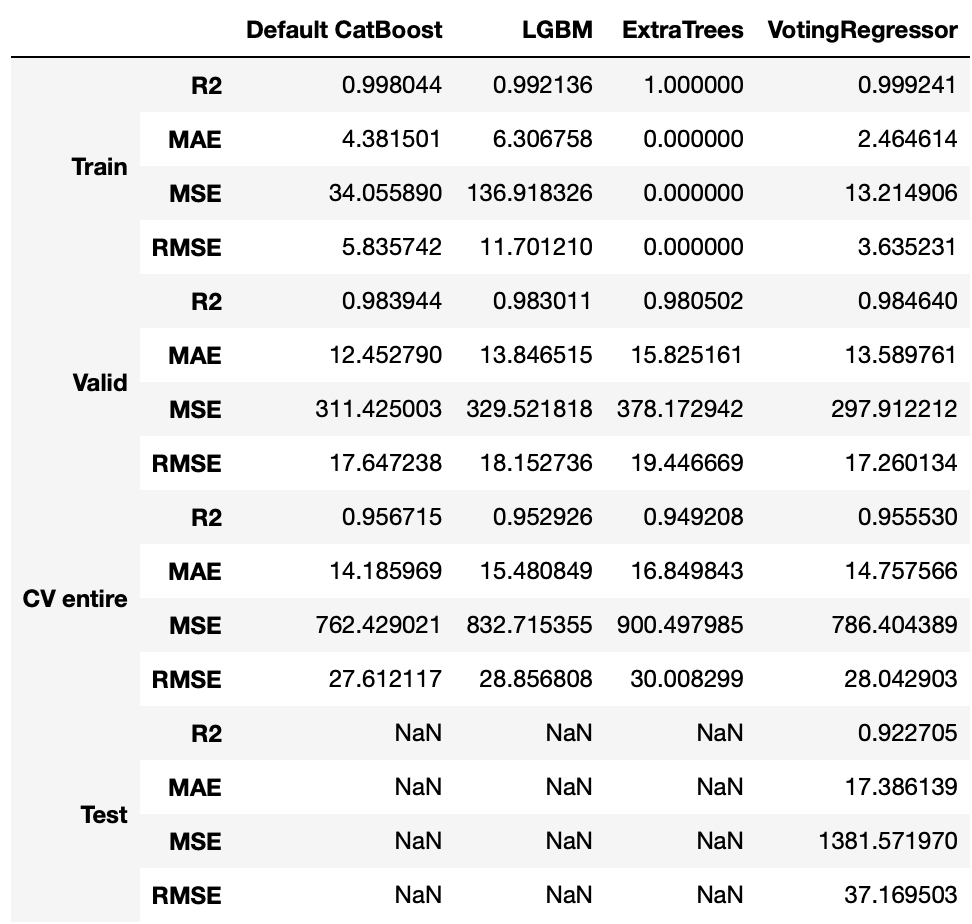 Default CatBoost LGBM ExtraTrees VotingRegressor
Train R2 0.998044 0.992136 1.000000 0.999241
MAE 4.381501 6.306758 0.000000 2.464614
MSE 34.055890 136.918326 0.000000 13.214906
RMSE 5.835742 11.701210 0.000000 3.635231
Valid R2 0.983944 0.983011 0.980502 0.984640
MAE 12.452790 13.846515 15.825161 13.589761
MSE 311.425003 329.521818 378.172942 297.912212
RMSE 17.647238 18.152736 19.446669 17.260134
CV entire R2 0.956715 0.952926 0.949208 0.955530
MAE 14.185969 15.480849 16.849843 14.757566
MSE 762.429021 832.715355 900.497985 786.404389
RMSE 27.612117 28.856808 30.008299 28.042903
Test R2 NaN NaN NaN 0.922705
MAE NaN NaN NaN 17.386139
MSE NaN NaN NaN 1381.571970
RMSE NaN NaN NaN 37.169503